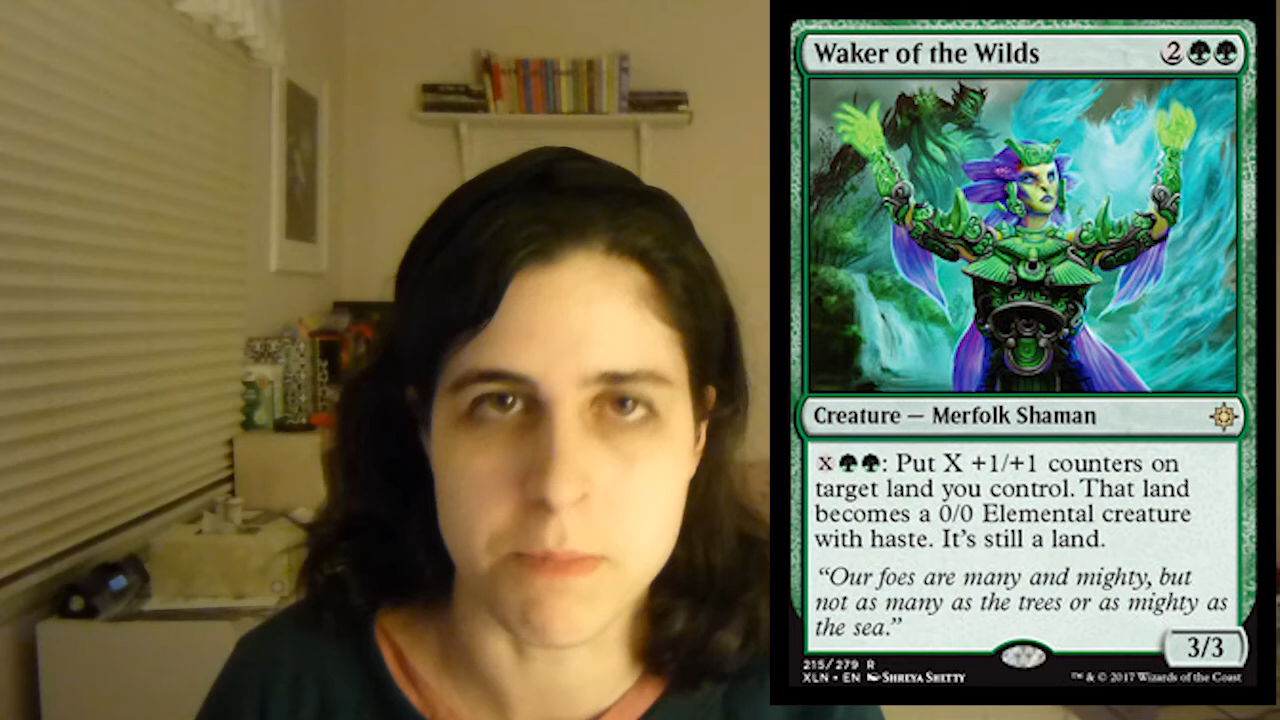 Waker of the Wilds 2
Creature — Merfolk Shaman
X: Put X +1/+1 counters on
target land you control. That land
becomes a 0/0 Elemental creature
with haste. It's still a land.
“Our foes are many and mighty, but
not as many as the trees or as mighty as
the sea.”
3/3
215/279 R
XLN • EN Shreya Shetty
™ & © 2017 Wizards of the Coast